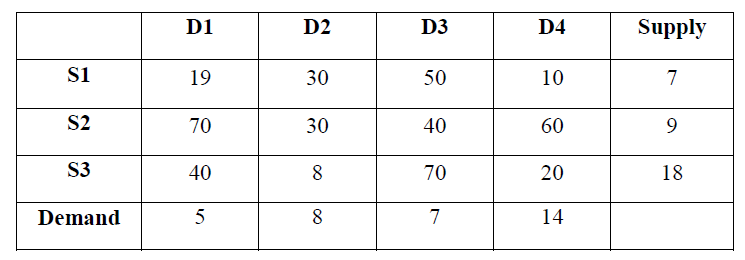 D1 D2 D3 D4 Supply
S1 19 30 50 10 7
S2 70 30 40 60 9
S3 40 8 70 20 18
Demand 5 8 7 14